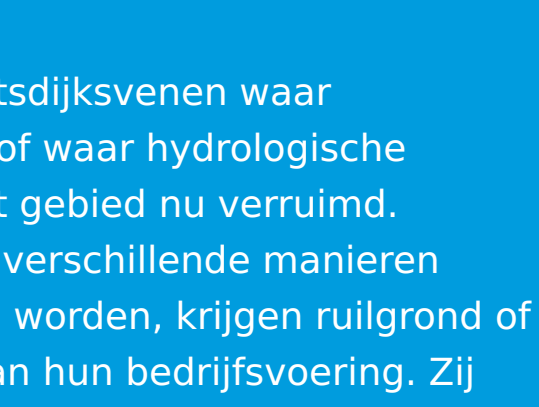 tsdijksvenen waar
of waar hydrologische
t gebied nu verruimd.
verschillende manieren
worden, krijgen ruilgrond of
an hun bedrijfsvoering. Zij